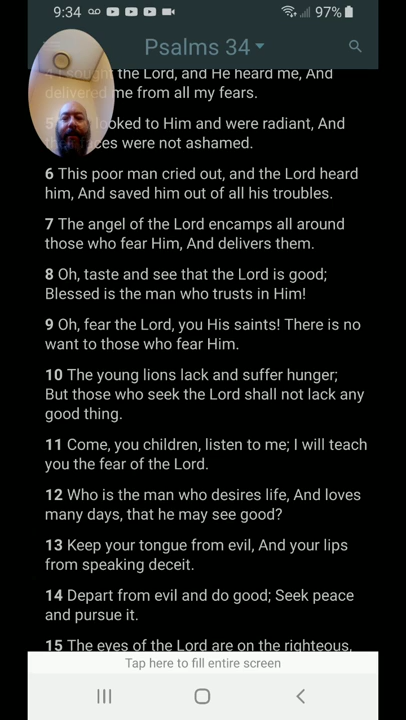 9:34
97%
Psalms 34
sought the Lord, and He heard me, And
delivered me from all my fears.
looked to Him and were radiant, And
faces were not ashamed.
6 This poor man cried out, and the Lord heard
him, And saved him out of all his troubles.
7 The angel of the Lord encamps all around
those who fear Him, And delivers them.
8 Oh, taste and see that the Lord is good;
Blessed is the man who trusts in Him!
9 Oh, fear the Lord, you His saints! There is no
want to those who fear Him.
10 The young lions lack and suffer hunger;
But those who seek the Lord shall not lack any
good thing.
11 Come, you children, listen to me; I will teach
you the fear of the Lord.
12 Who is the man who desires life, And loves
many days, that he may see good?
13 Keep your tongue from evil, And your lips
from speaking deceit.
14 Depart from evil and do good; Seek peace
and pursue it.
15 The eyes of the Lord are on the righteous,
Tap here to fill entire screen